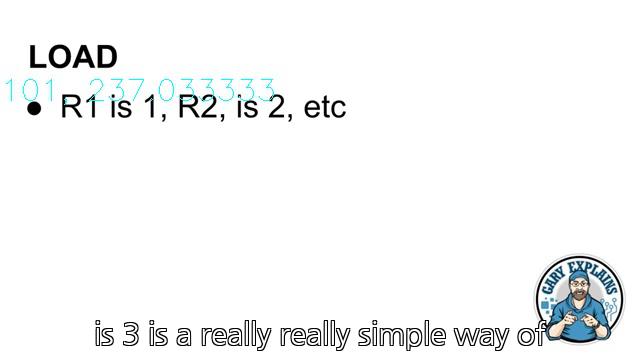 LOAD
101, 237.033333
● R1 is 1, R2, is 2, etc
GARY EXPLAINS
is 3 is a really really simple way of